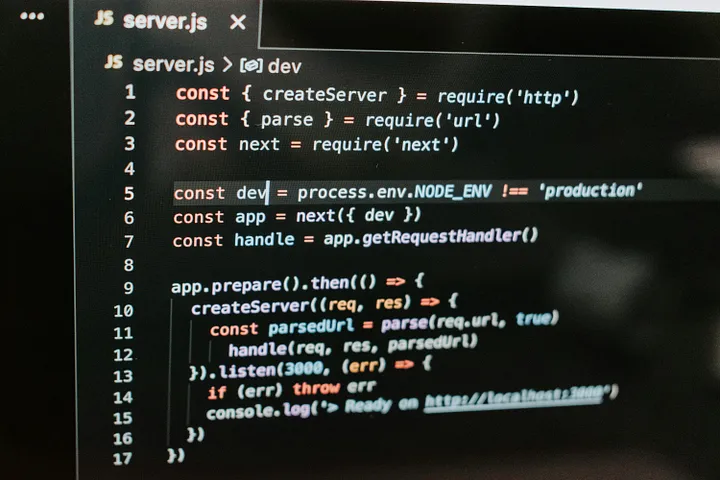 JS server.js ×
JS server.js > dev
1 const { createServer } = require('http')
2 const { parse } = require('url')
3 const next = require('next')
4
5 const dev = process.env.NODE_ENV !== 'production'
6 const app = next({ dev })
7 const handle = app.getRequestHandler()
8
9 app.prepare().then(() => {
10 createServer((req, res) => {
11 const parsedUrl = parse(req.url, true)
12 handle(req, res, parsedUrl)
13 }).listen(3000, (err) => {
14 if (err) throw err
15 console.log('> Ready on http://localhost:3000')
16 })
17 })